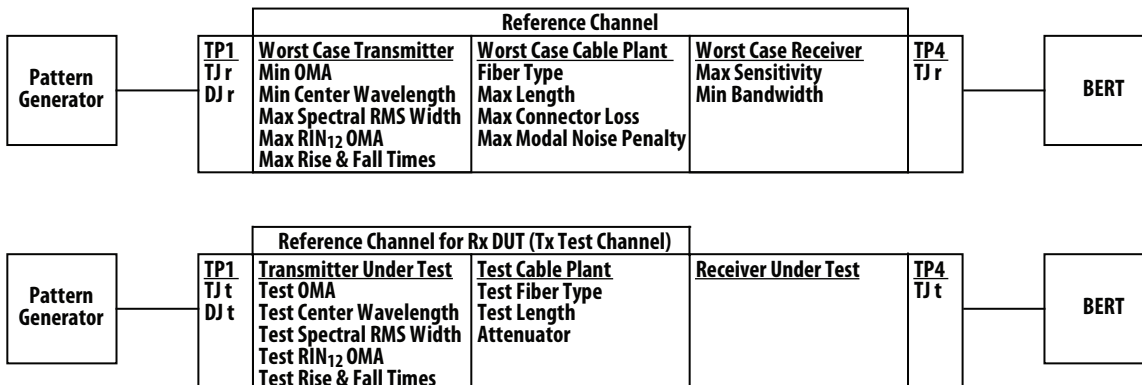 Reference Channel
Pattern
Generator
TP1
TJ r
DJ r
Worst Case Transmitter
Min OMA
Min Center Wavelength
Max Spectral RMS Width
Max RIN12 OMA
Max Rise & Fall Times
Worst Case Cable Plant
Fiber Type
Max Length
Max Connector Loss
Max Modal Noise Penalty
Worst Case Receiver
Max Sensitivity
Min Bandwidth
TP4
TJ r
BERT
Reference Channel for Rx DUT (Tx Test Channel)
Pattern
Generator
TP1
TJ t
DJ t
Transmitter Under Test
Test OMA
Test Center Wavelength
Test Spectral RMS Width
Test RIN12 OMA
Test Rise & Fall Times
Test Cable Plant
Test Fiber Type
Test Length
Attenuator
Receiver Under Test
TP4
TJ t
BERT